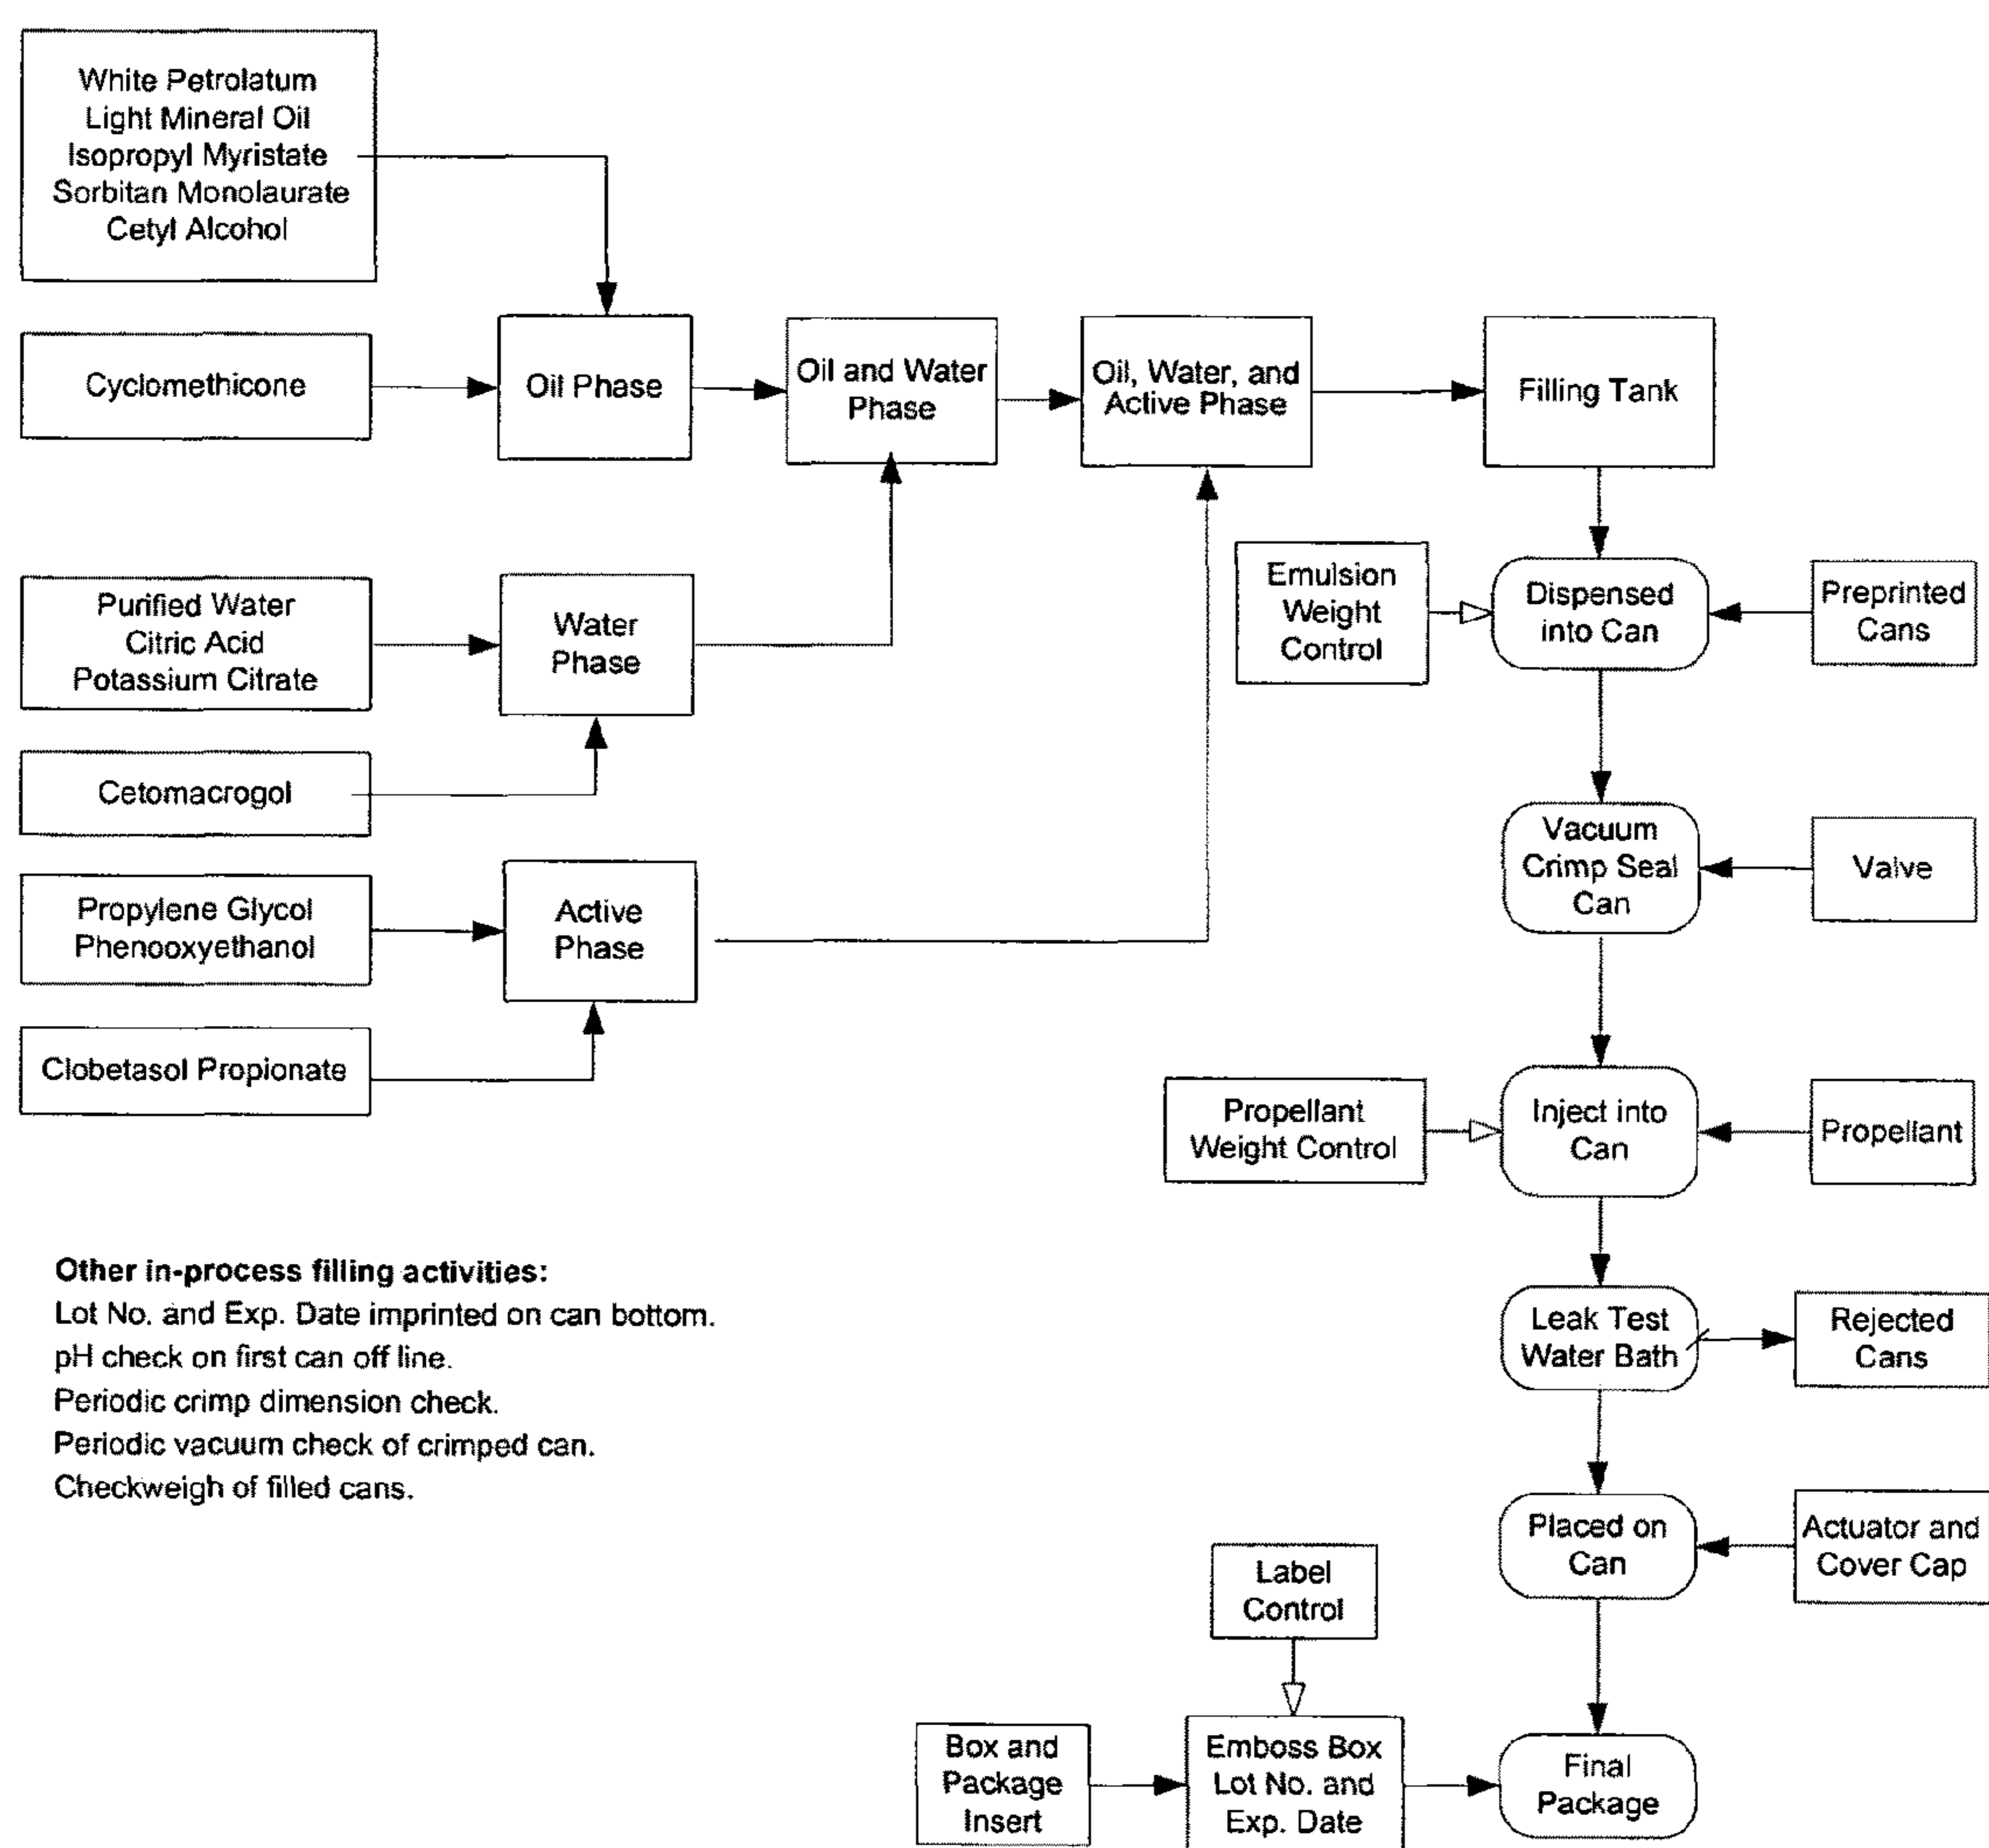 White Petrolatum
Light Mineral Oil
Isopropyl Myristate
Sorbitan Monolaurate
Cetyl Alcohol
Cyclomethicone
Oil Phase
Oil and Water
Phase
Oil, Water, and
Active Phase
Filling Tank
Purified Water
Citric Acid
Potassium Citrate
Water
Phase
Emulsion
Weight
Control
Dispensed
into Can
Preprinted
Cans
Cetomacrogol
Vacuum
Crimp Seal
Can
Valve
Propylene Glycol
Phenooxyethanol
Active
Phase
Clobetasol Propionate
Propellant
Weight Control
Inject into
Can
Propellant
Other in-process filling activities:
Lot No. and Exp. Date imprinted on can bottom.
pH check on first can off line.
Periodic crimp dimension check.
Periodic vacuum check of crimped can.
Checkweigh of filled cans.
Leak Test
Water Bath
Rejected
Cans
Placed on
Can
Actuator and
Cover Cap
Label
Control
Box and
Package
Insert
Emboss Box
Lot No. and
Exp. Date
Final
Package